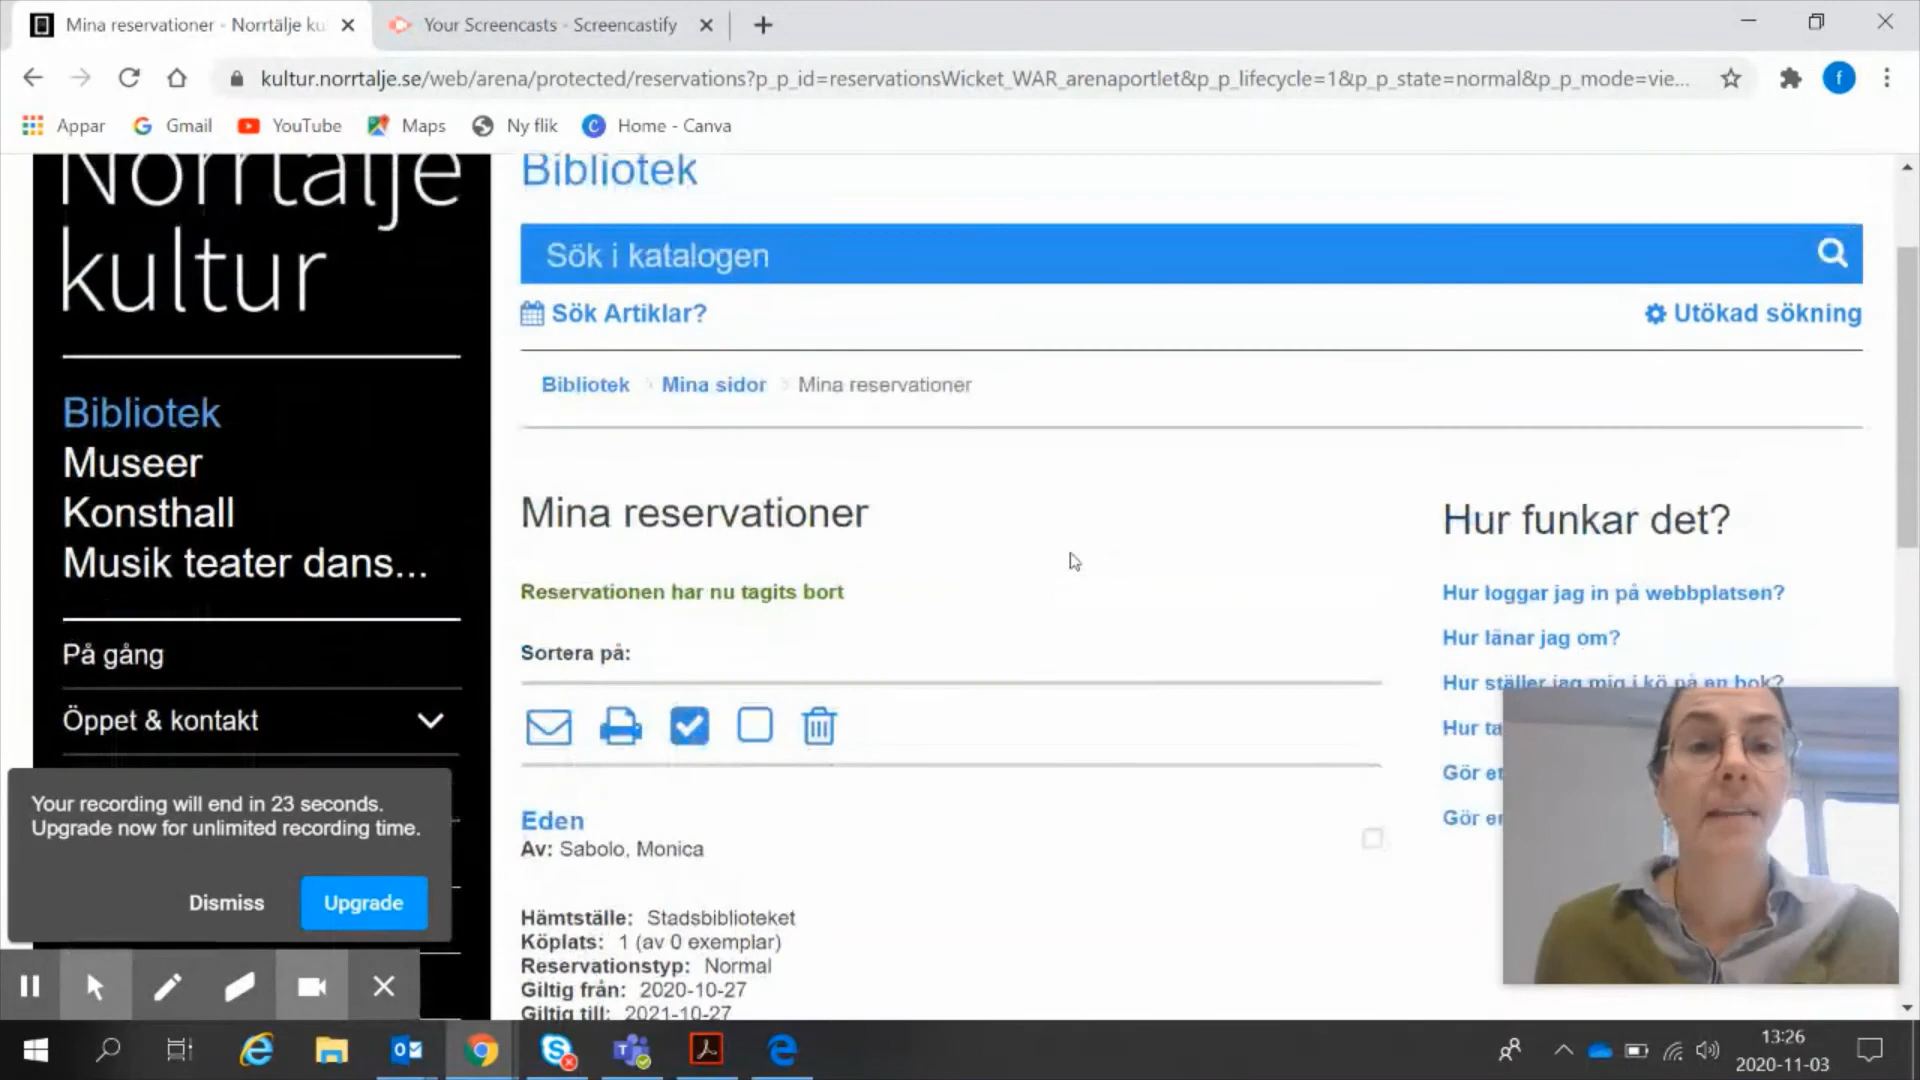 Mina reservationer - Norrtälje ku
Your Screencasts - Screencastify
kultur.norrtalje.se/web/arena/protected/reservations?p_p_id=reservationsWicket_WAR_arenaportlet&p_p_lifecycle=1&p_p_state=normal&p_p_mode=vie...
f
Appar
Gmail
YouTube
Maps
Ny flik
Home - Canva
Norrtälje
kultur
Bibliotek
Museer
Konsthall
Musik teater dans...
På gång
Öppet & kontakt
Bibliotek
Sök i katalogen
Sök Artiklar?
Utökad sökning
Bibliotek
Mina sidor
Mina reservationer
Mina reservationer
Reservationen har nu tagits bort
Sortera på:
Eden
Av: Sabolo, Monica
Hämtställe: Stadsbiblioteket
Köplats: 1 (av 0 exemplar)
Reservationstyp: Normal
Giltig från: 2020-10-27
Giltig till: 2021-10-27
Hur funkar det?
Hur loggar jag in på webbplatsen?
Hur lånar jag om?
Hur ställer jag mig i kö på en bok?
Hur
Gör
Gör
Your recording will end in 23 seconds.
Upgrade now for unlimited recording time.
Dismiss
Upgrade
13:26
2020-11-03